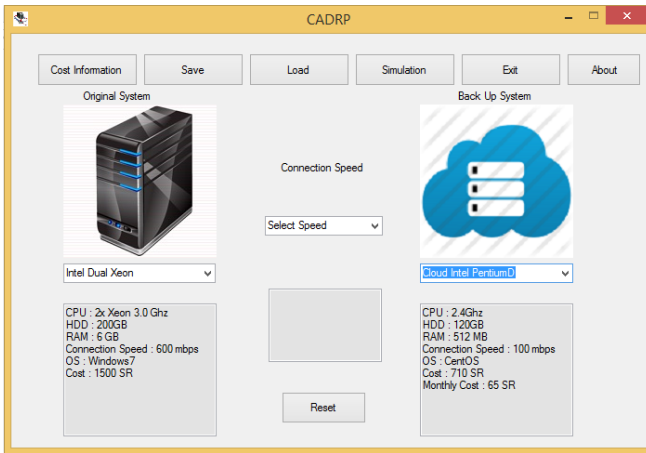 CADRP
Cost Information
Save
Load
Simulation
Exit
About
Original System
Back Up System
Connection Speed
Select Speed
Intel Dual Xeon
Cloud Intel PentiumD
CPU : 2x Xeon 3.0 Ghz
HDD : 200GB
RAM : 6 GB
Connection Speed : 600 mbps
OS : Windows7
Cost : 1500 SR
CPU : 2.4Ghz
HDD : 120GB
RAM : 512 MB
Connection Speed : 100 mbps
OS : CentOS
Cost : 710 SR
Monthly Cost : 65 SR
Reset